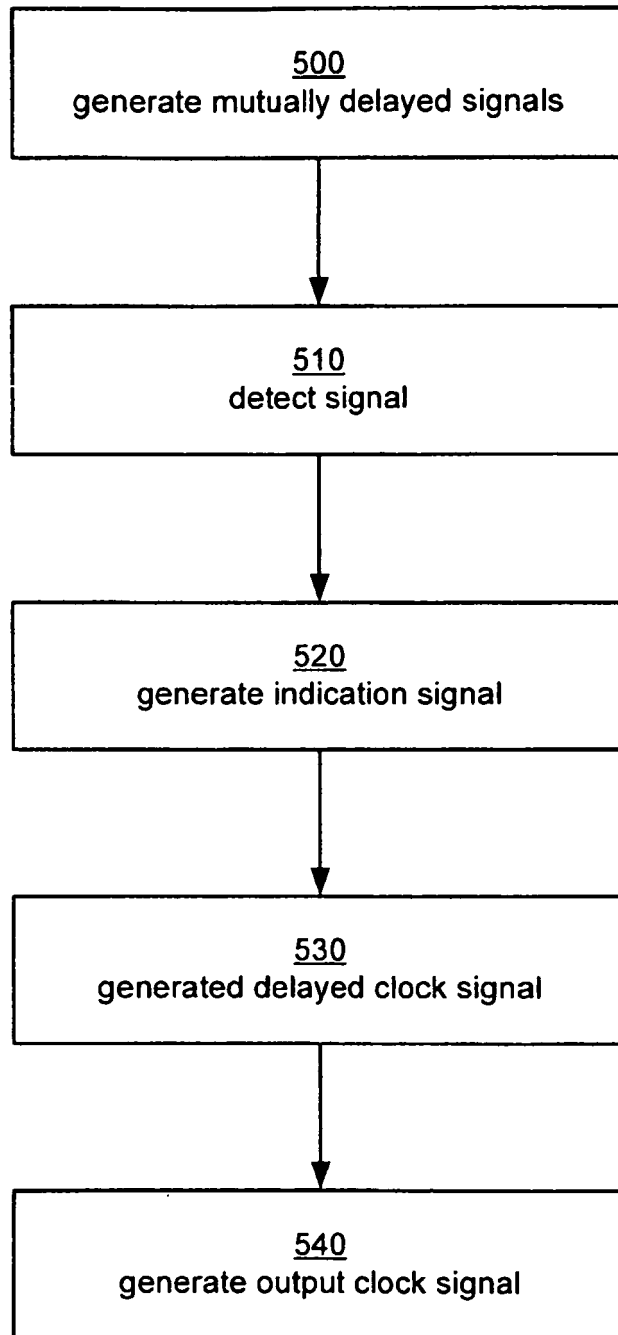 500
generate mutually delayed signals
510
detect signal
520
generate indication signal
530
generated delayed clock signal
540
generate output clock signal